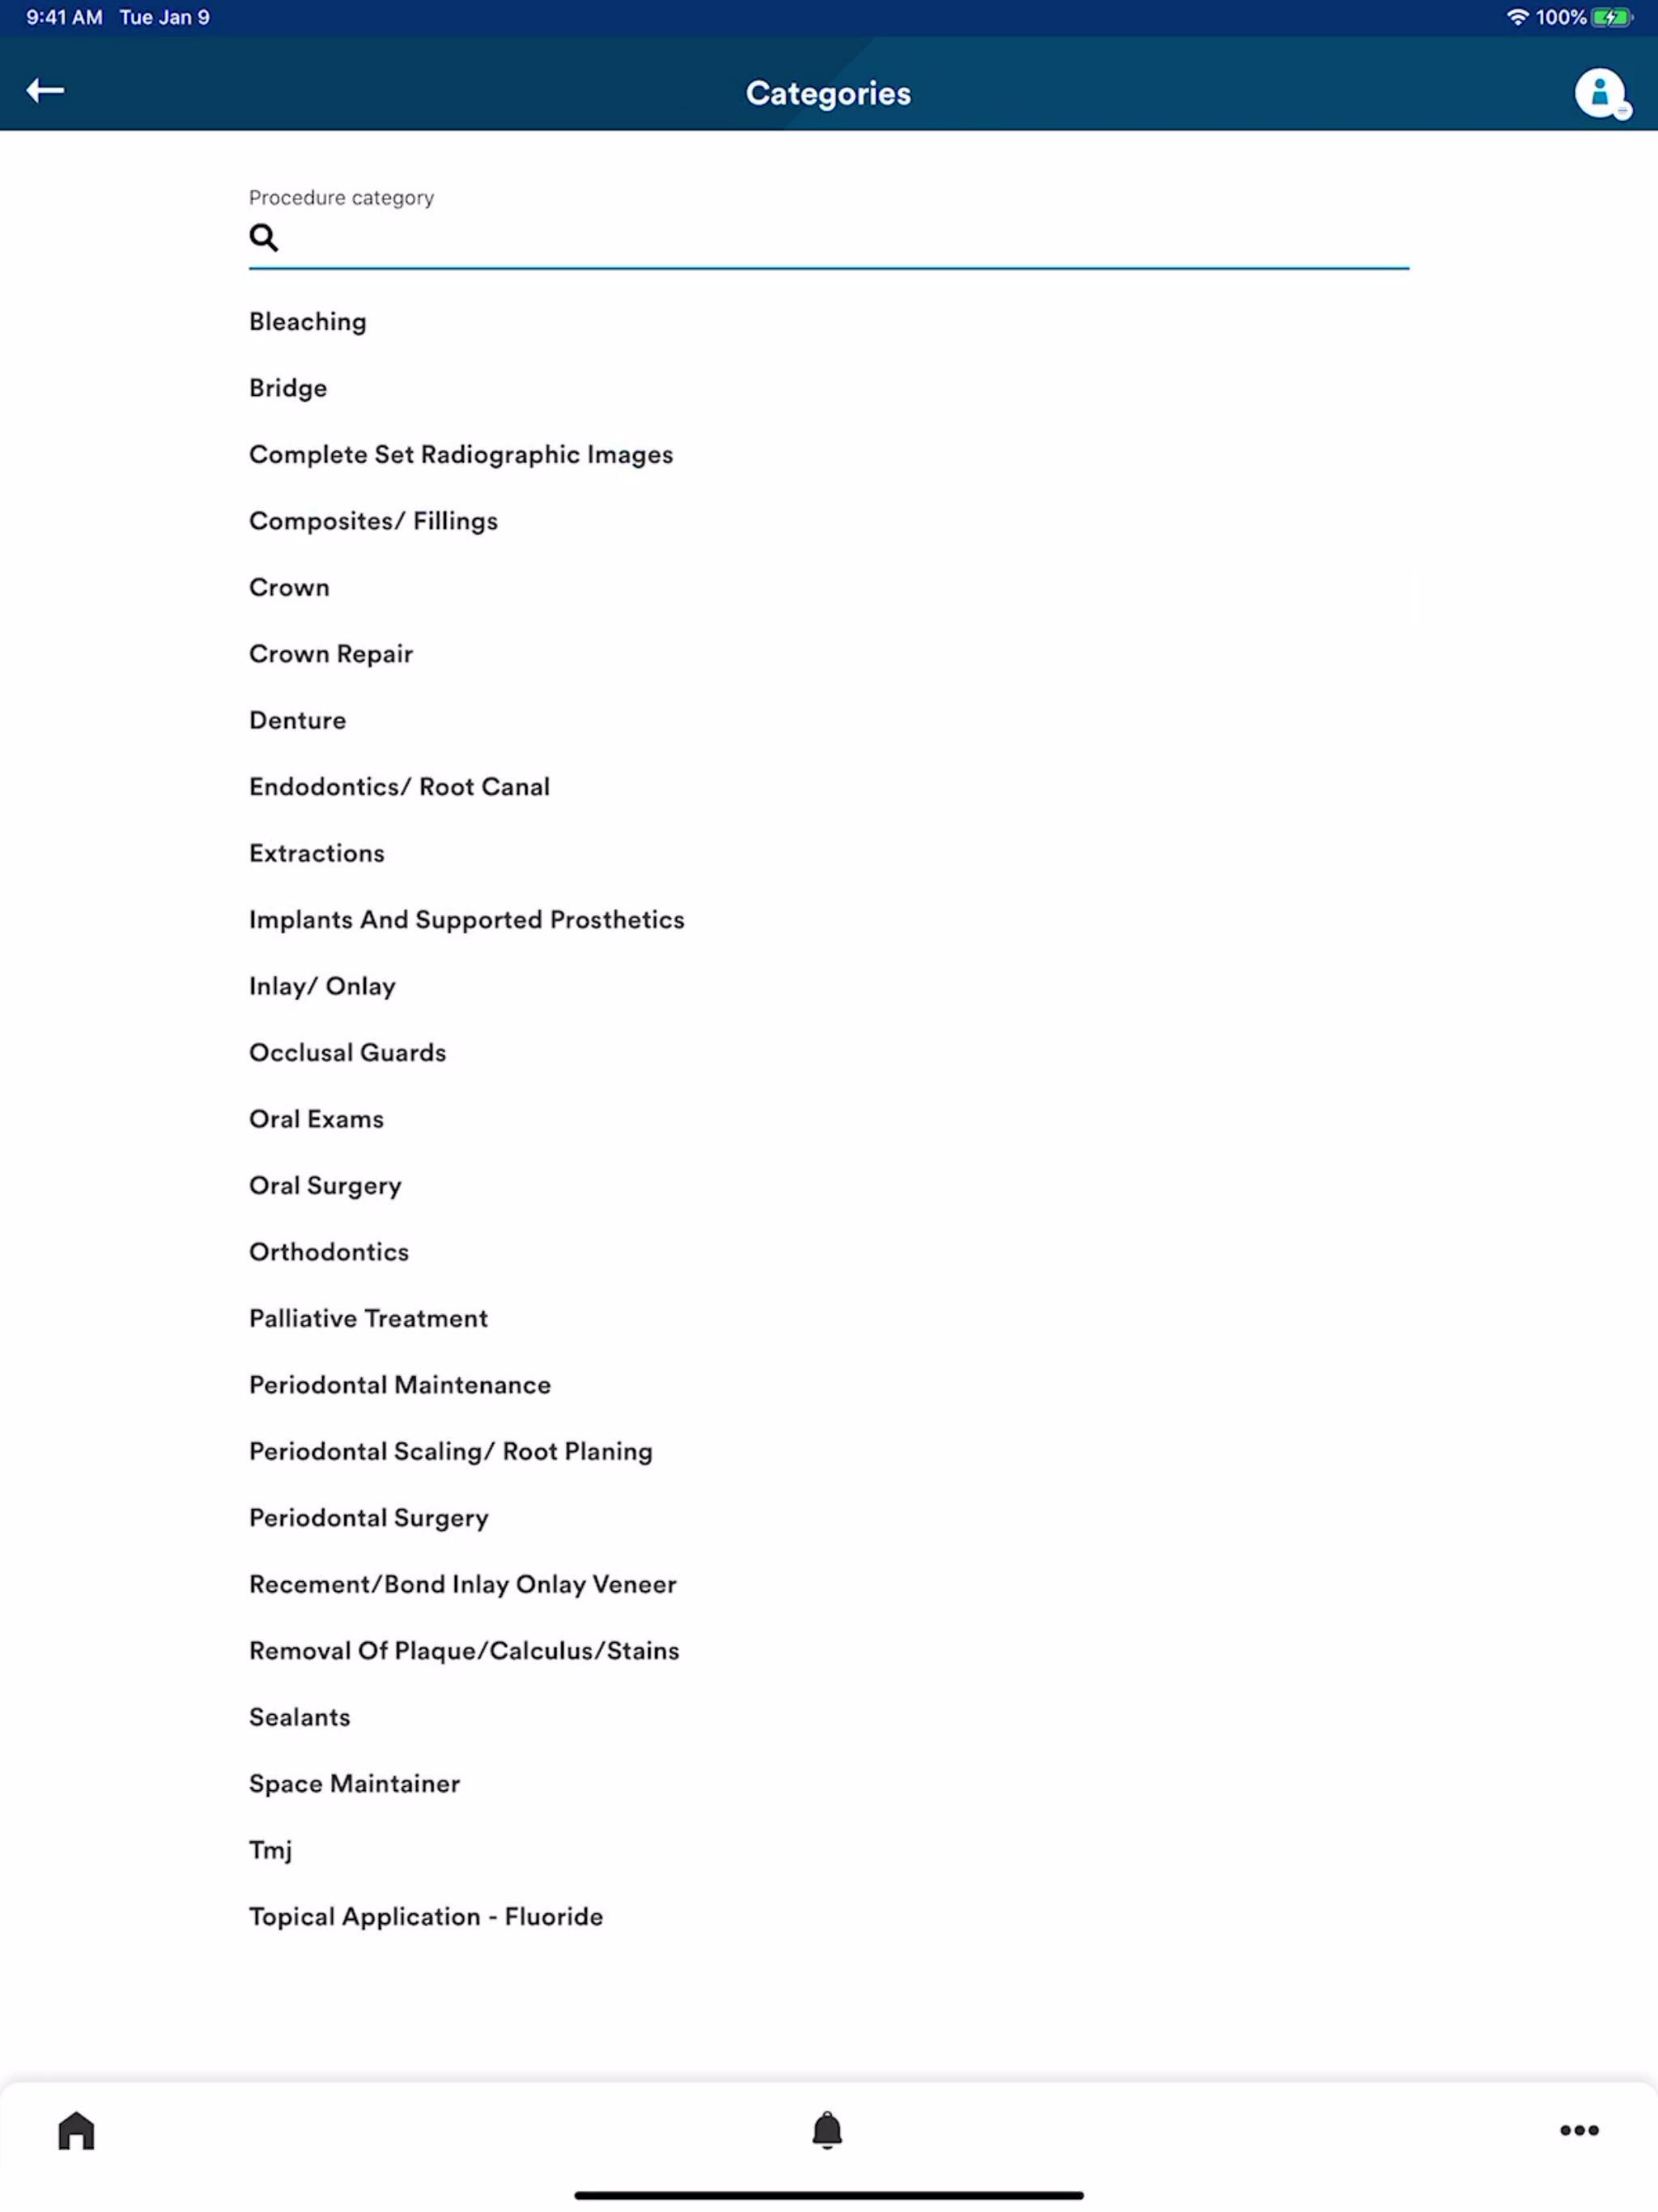 9:41 AM Tue Jan 9 100%
Categories
Procedure category
Bleaching
Bridge
Complete Set Radiographic Images
Composites/ Fillings
Crown
Crown Repair
Denture
Endodontics/ Root Canal
Extractions
Implants And Supported Prosthetics
Inlay/ Onlay
Occlusal Guards
Oral Exams
Oral Surgery
Orthodontics
Palliative Treatment
Periodontal Maintenance
Periodontal Scaling/ Root Planing
Periodontal Surgery
Recement/Bond Inlay Onlay Veneer
Removal Of Plaque/Calculus/Stains
Sealants
Space Maintainer
Tmj
Topical Application - Fluoride